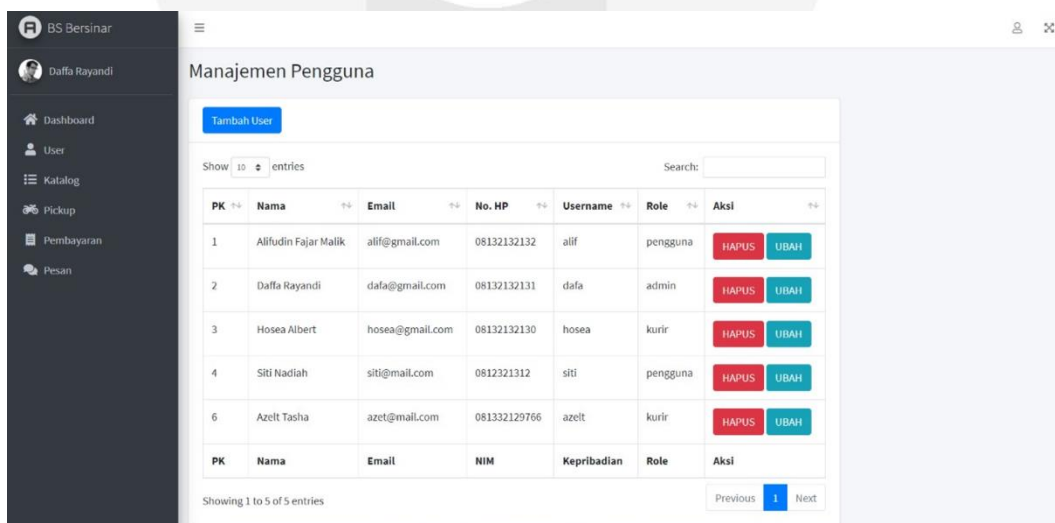 BS Bersinar
Daffa Rayandi
Dashboard
User
Katalog
Pickup
Pembayaran
Pesan
Manajemen Pengguna
Tambah User
Show 10 entries Search:
PK Nama Email No. HP Username Role Aksi
1 Alifudin Fajar Malik alif@gmail.com 08132132132 alif pengguna HAPUS UBAH
2 Daffa Rayandi dafa@gmail.com 08132132131 dafa admin HAPUS UBAH
3 Hosea Albert hosea@gmail.com 08132132130 hosea kurir HAPUS UBAH
4 Siti Nadiah siti@mail.com 0812321312 siti pengguna HAPUS UBAH
6 Azelt Tasha azet@mail.com 081332129766 azelt kurir HAPUS UBAH
PK Nama Email NIM Kepribadian Role Aksi
Showing 1 to 5 of 5 entries Previous 1 Next